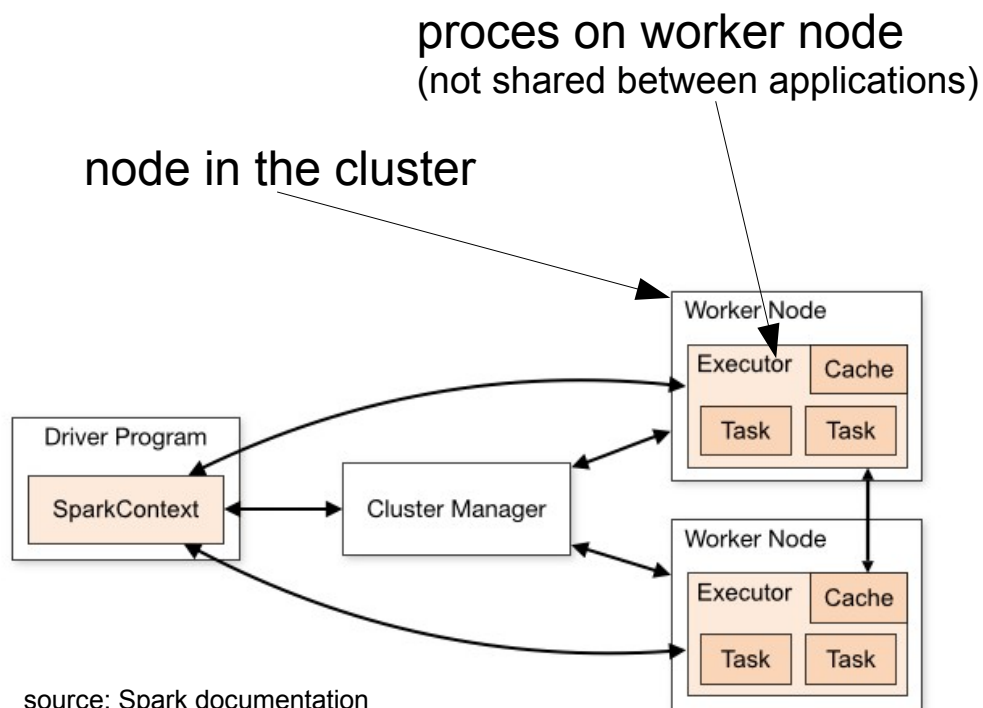 proces on worker node
(not shared between applications)
node in the cluster
Worker Node
Executor
Cache
Task
Task
Driver Program
SparkContext
Cluster Manager
Worker Node
Executor
Cache
Task
Task
source: Spark documentation